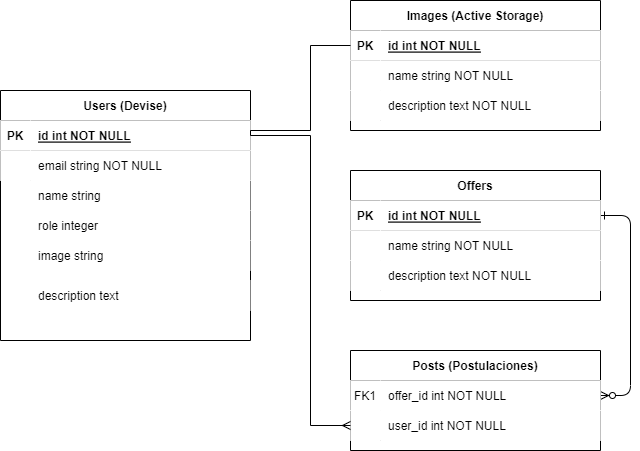 Images (Active Storage)
PK id int NOT NULL
name string NOT NULL
description text NOT NULL
Users (Devise)
PK id int NOT NULL
email string NOT NULL
name string
role integer
image string
description text
Offers
PK id int NOT NULL
name string NOT NULL
description text NOT NULL
Posts (Postulaciones)
FK1 offer_id int NOT NULL
user_id int NOT NULL